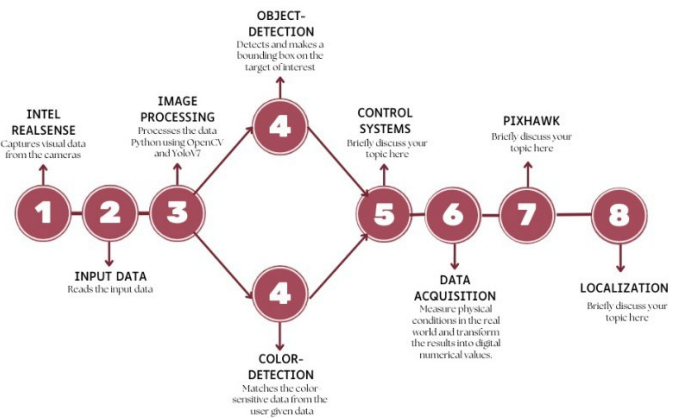 OBJECT-
DETECTION
Detects and makes a
bounding box on the
target of interest
4
INTEL
REALSENSE
Captures visual data
from the cameras
1
INPUT DATA
Reads the input data
2
IMAGE
PROCESSING
Processes the data
Python using OpenCV
and YoloV7
3
4
COLOR-
DETECTION
Matches the color-
sensitive data from the
user given data
CONTROL
SYSTEMS
Briefly discuss your
topic here
5
6
DATA
ACQUISITION
Measure physical
conditions in the real
world and transform
the results into digital
numerical values.
PIXHAWK
Briefly discuss your
topic here
7
8
LOCALIZATION
Briefly discuss your
topic here